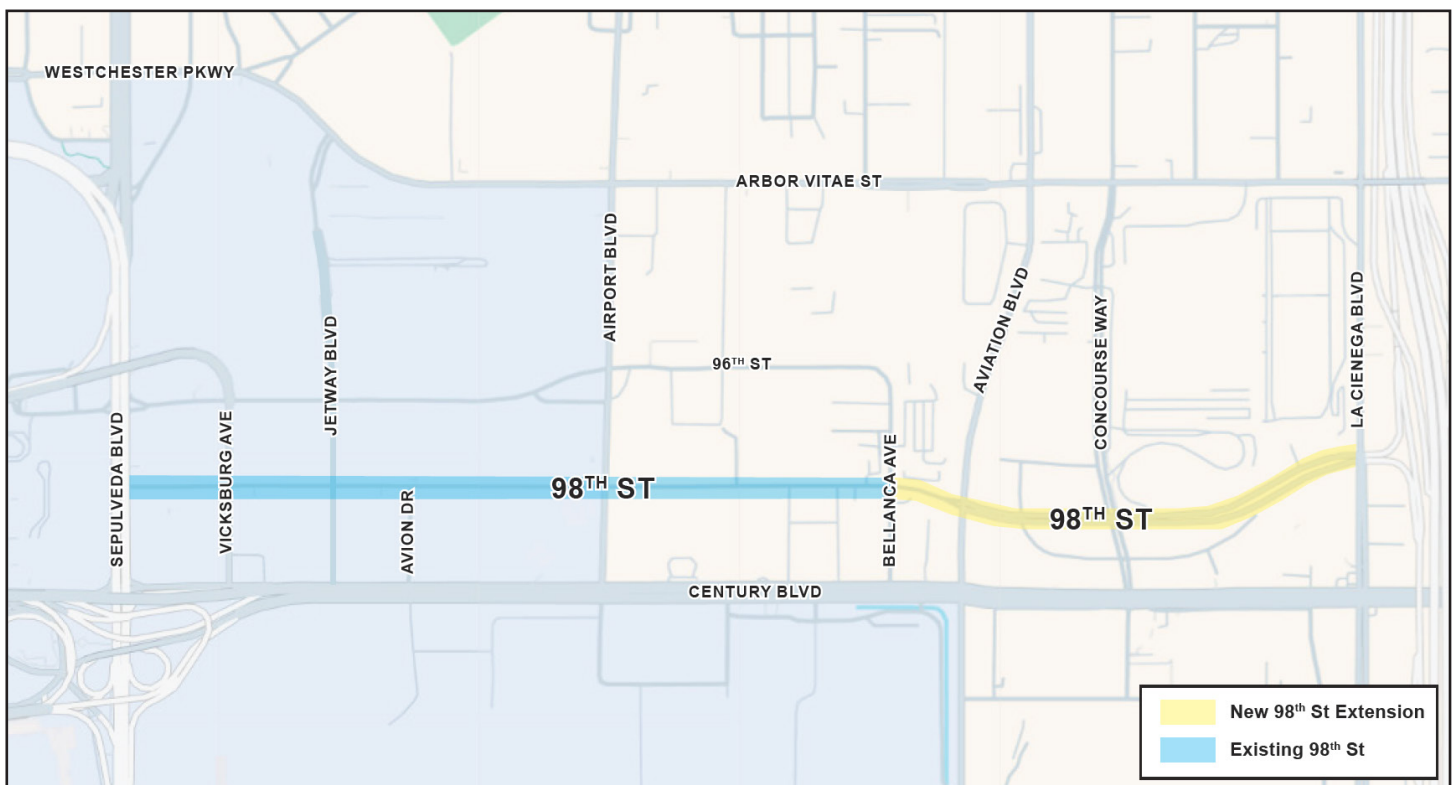 WESTCHESTER PKWY
ARBOR VITAE ST
AIRPORT BLVD
AVIATION BLVD
CONCOURSE WAY
LA CIENEGA BLVD
JETWAY BLVD
96TH ST
SEPULVEDA BLVD
VICKSBURG AVE
AVION DR
98TH ST
BELLANCA AVE
98TH ST
CENTURY BLVD
New 98th St Extension
Existing 98th St